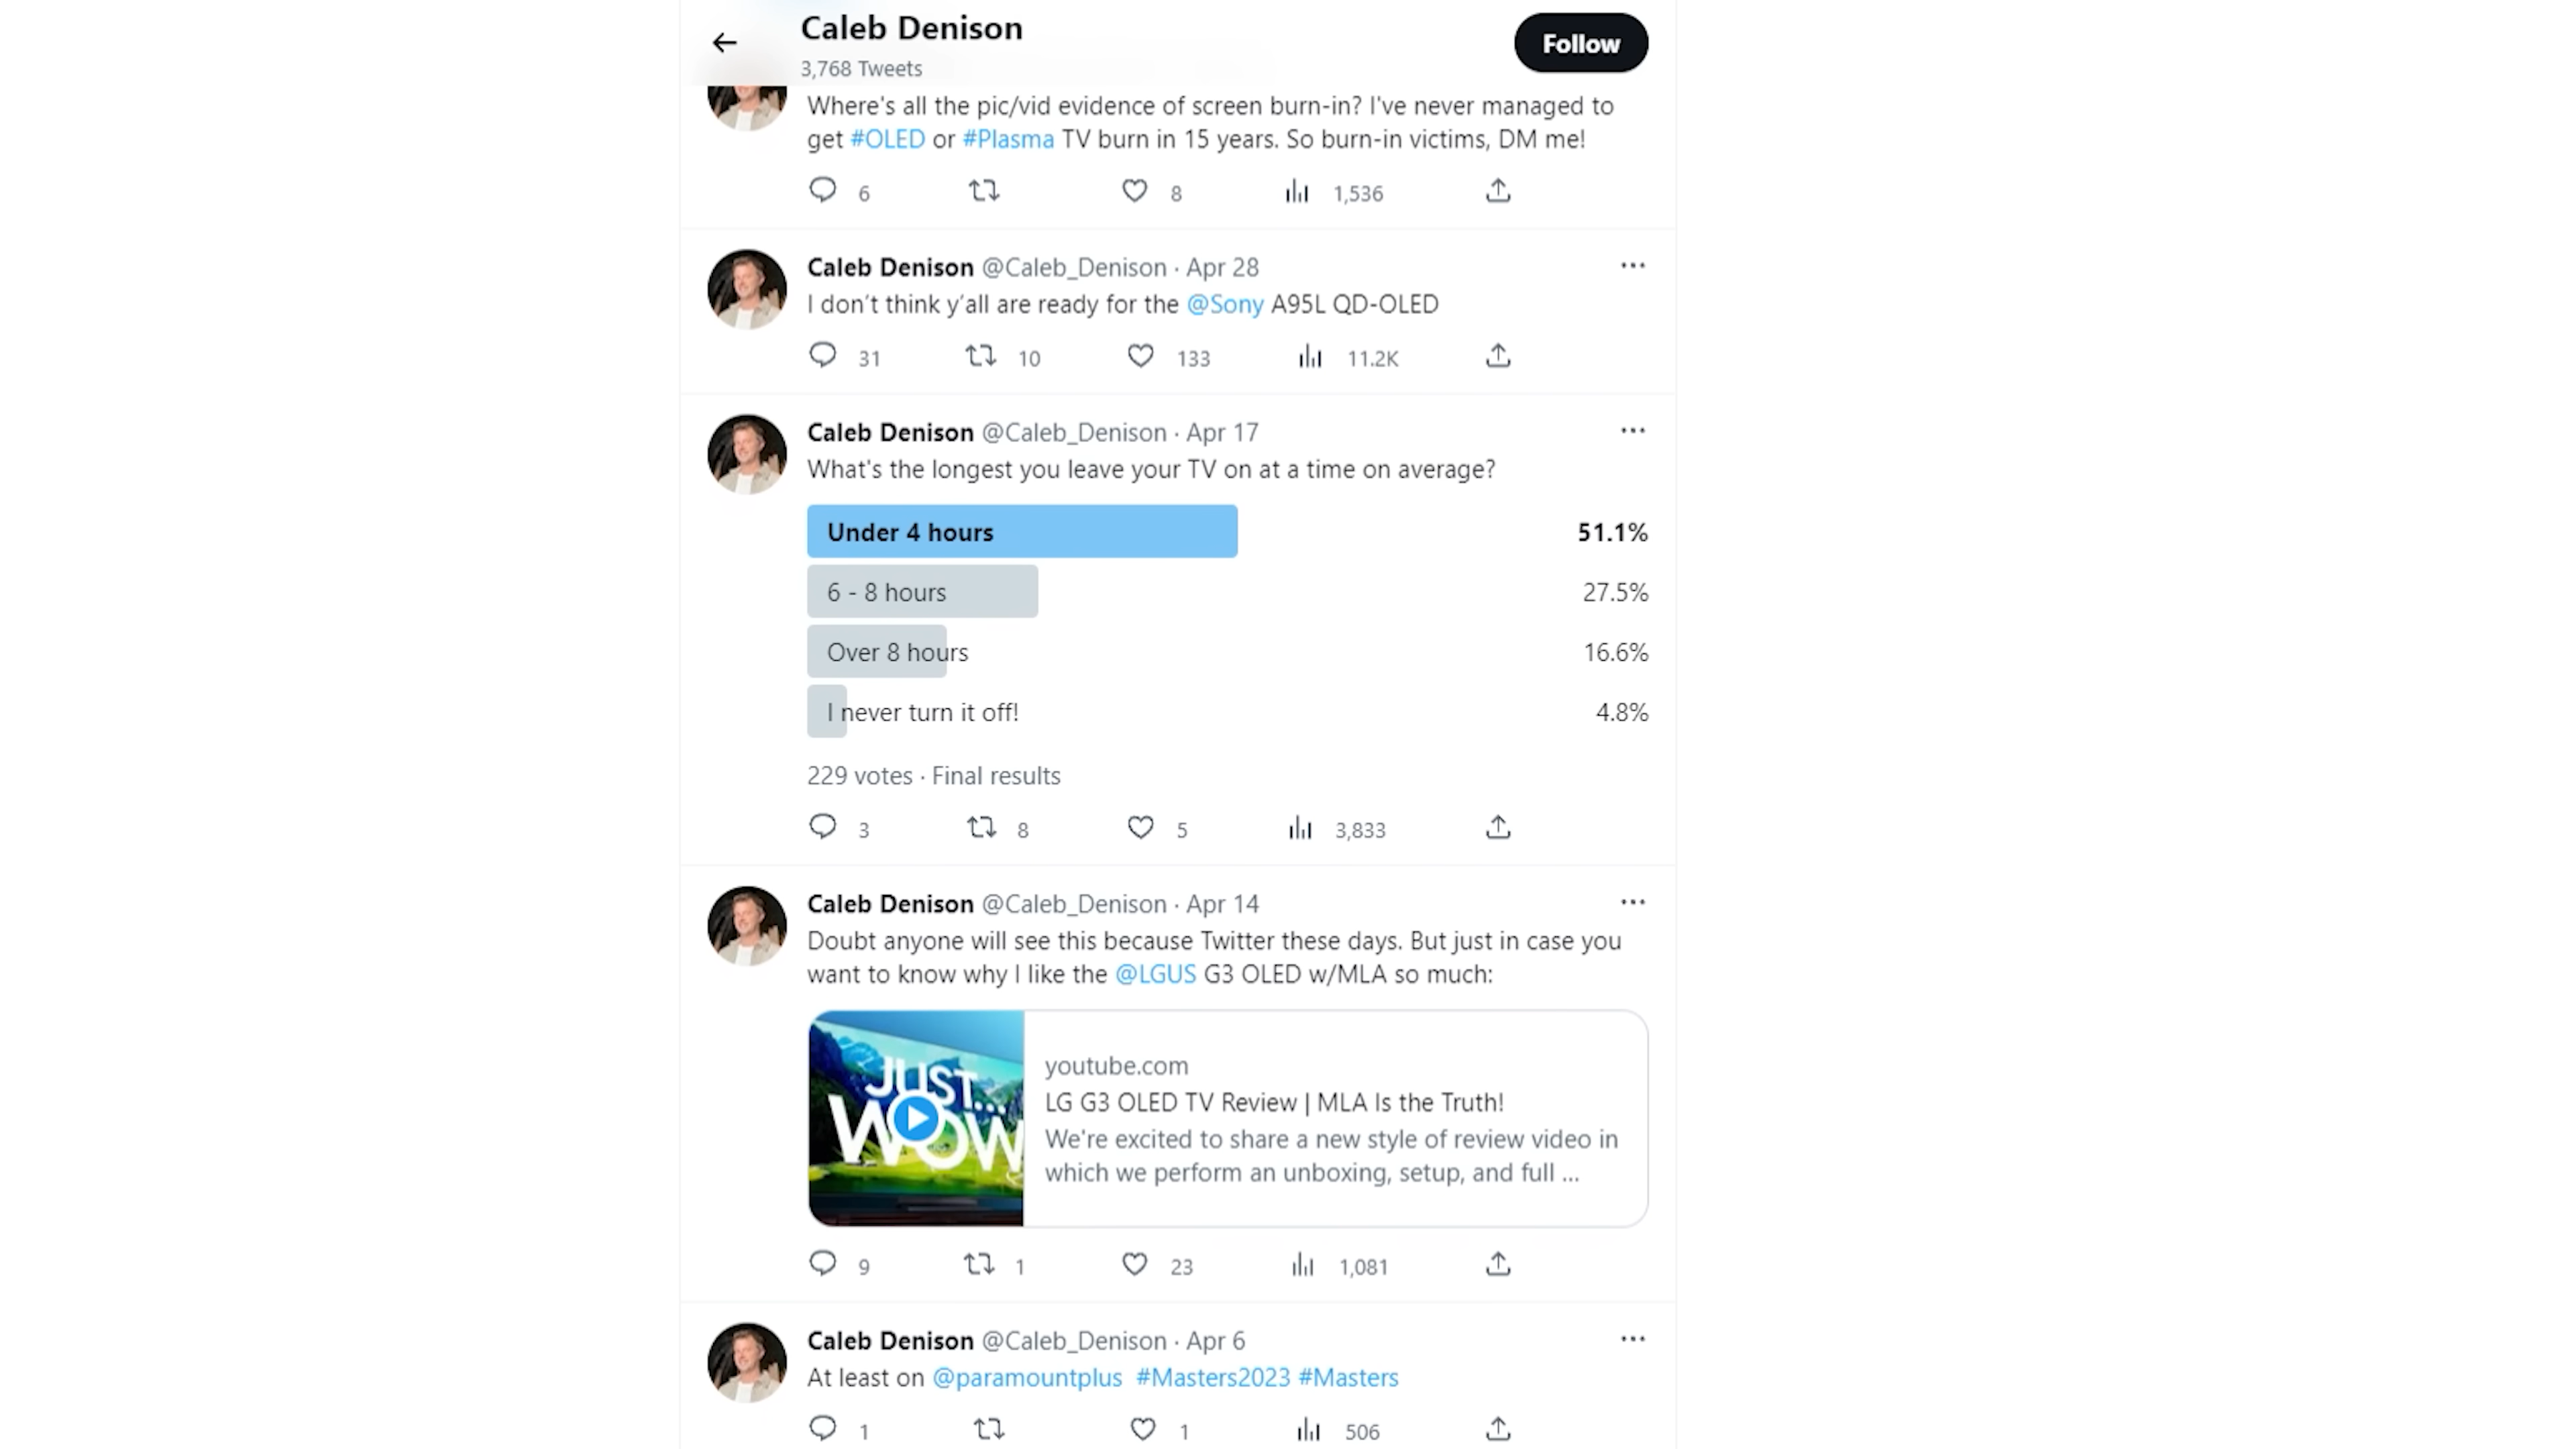 Caleb Denison
3,768 Tweets
Follow
Where's all the pic/vid evidence of screen burn-in? I've never managed to
get #OLED or #Plasma TV burn in 15 years. So burn-in victims, DM me!
6 8 1,536
Caleb Denison @Caleb_Denison · Apr 28 ...
I don't think y'all are ready for the @Sony A95L QD-OLED
31 10 133 11.2K
Caleb Denison @Caleb_Denison · Apr 17 ...
What's the longest you leave your TV on at a time on average?
Under 4 hours 51.1%
6 - 8 hours 27.5%
Over 8 hours 16.6%
I never turn it off! 4.8%
229 votes · Final results
3 8 5 3,833
Caleb Denison @Caleb_Denison · Apr 14 ...
Doubt anyone will see this because Twitter these days. But just in case you
want to know why I like the @LGUS G3 OLED w/MLA so much:
JUST...
WOW
youtube.com
LG G3 OLED TV Review | MLA Is the Truth!
We're excited to share a new style of review video in
which we perform an unboxing, setup, and full ...
9 1 23 1,081
Caleb Denison @Caleb_Denison · Apr 6 ...
At least on @paramountplus #Masters2023 #Masters
1 1 506